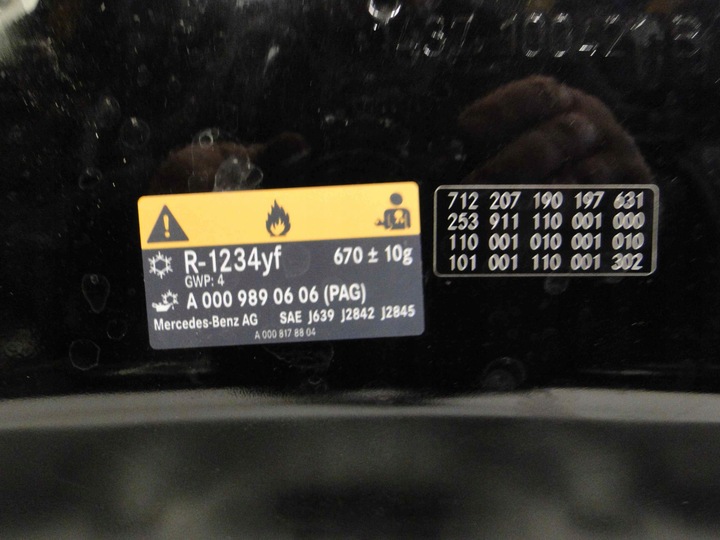 R-1234yf 670 ± 10g
GWP: 4
A 000 989 06 06 (PAG)
Mercedes-Benz AG SAE J639 J2842 J2845
A 000 817 88 04
712 207 190 197 631
253 911 110 001 000
110 001 010 001 010
101 001 110 001 302